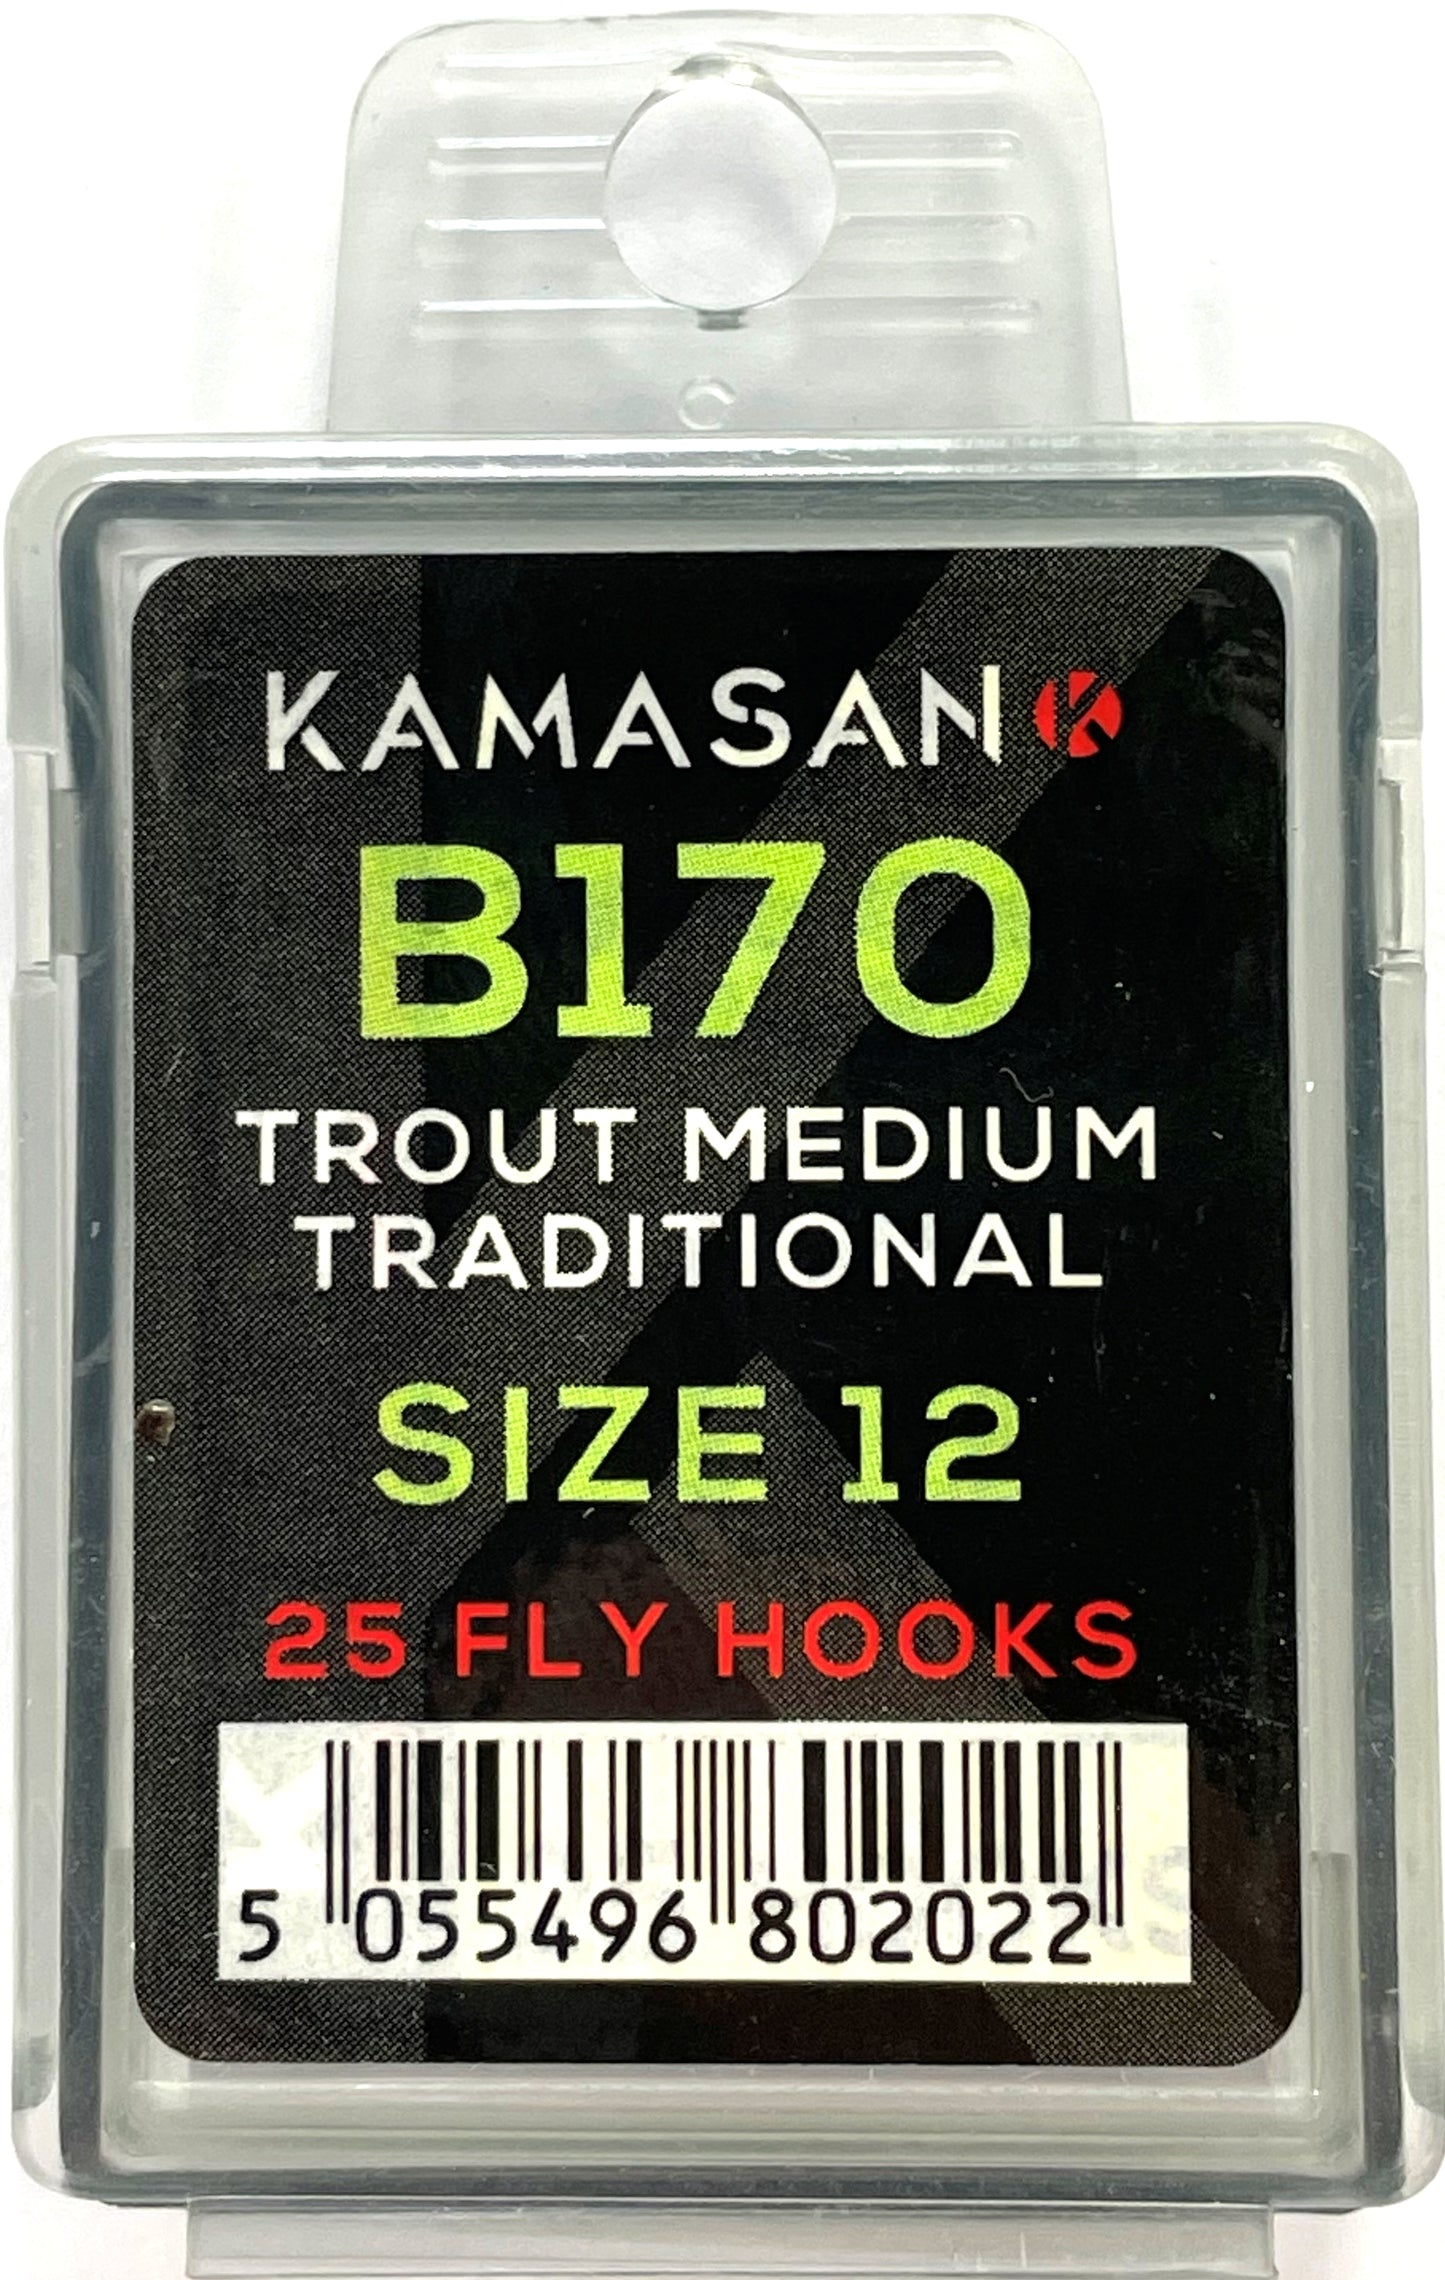 KAMASAN
B170
TROUT MEDIUM
TRADITIONAL
SIZE 12
25 FLY HOOKS
5 055496 802022